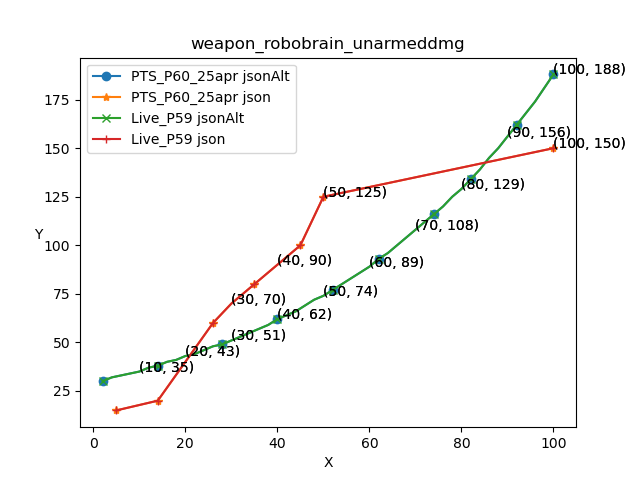 weapon_robobrain_unarmeddmg
PTS_P60_25apr jsonAlt
PTS_P60_25apr json
Live_P59 jsonAlt
Live_P59 json
(100, 188)
(90, 156)
(100, 150)
(50, 125)
(80, 129)
(70, 108)
(40, 90)
(60, 89)
(30, 70)
(50, 74)
(40, 62)
(30, 51)
(20, 43)
(10, 35)
175
150
125
100
75
50
25
Y
0 20 40 60 80 100
X